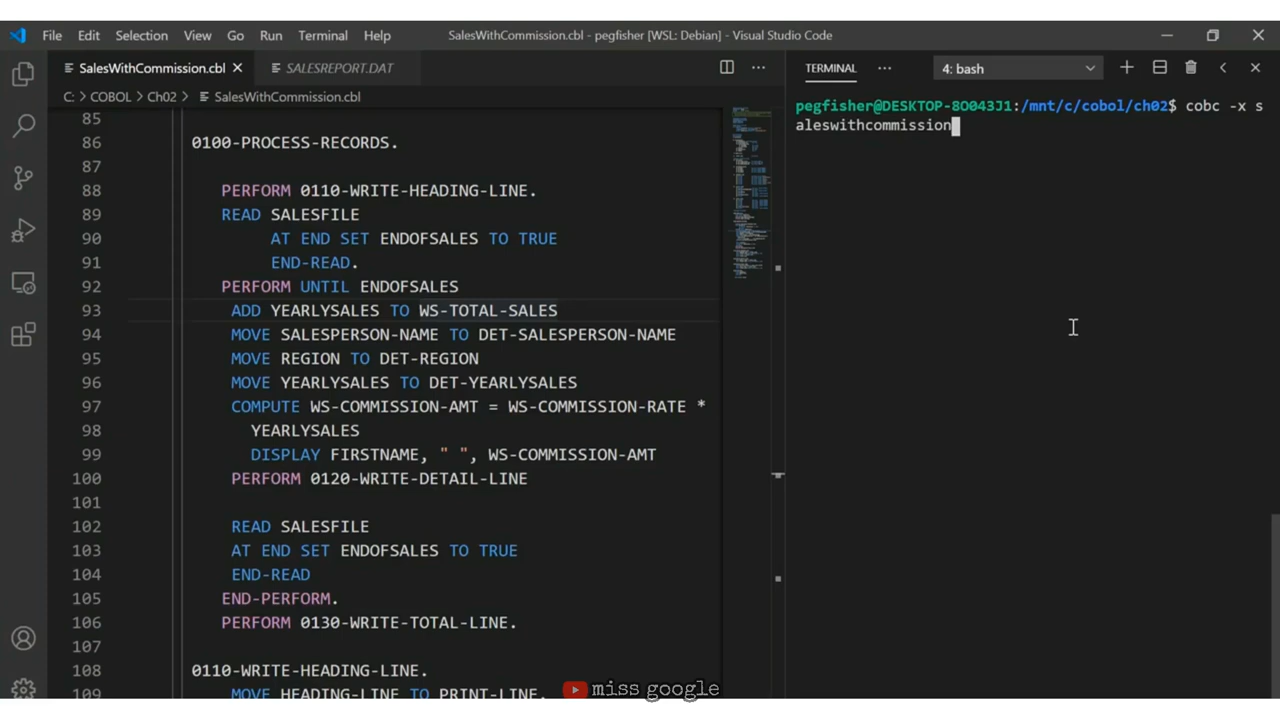 File Edit Selection View Go Run Terminal Help SalesWithCommission.cbl - pegfisher [WSL: Debian] - Visual Studio Code
SalesWithCommission.cbl SALESREPORT.DAT
C: > COBOL > Ch02 > SalesWithCommission.cbl
85
86 0100-PROCESS-RECORDS.
87
88 PERFORM 0110-WRITE-HEADING-LINE.
89 READ SALESFILE
90 AT END SET ENDOFSALES TO TRUE
91 END-READ.
92 PERFORM UNTIL ENDOFSALES
93 ADD YEARLYSALES TO WS-TOTAL-SALES
94 MOVE SALESPERSON-NAME TO DET-SALESPERSON-NAME
95 MOVE REGION TO DET-REGION
96 MOVE YEARLYSALES TO DET-YEARLYSALES
97 COMPUTE WS-COMMISSION-AMT = WS-COMMISSION-RATE *
98 YEARLYSALES
99 DISPLAY FIRSTNAME, " ", WS-COMMISSION-AMT
100 PERFORM 0120-WRITE-DETAIL-LINE
101
102 READ SALESFILE
103 AT END SET ENDOFSALES TO TRUE
104 END-READ
105 END-PERFORM.
106 PERFORM 0130-WRITE-TOTAL-LINE.
107
108 0110-WRITE-HEADING-LINE.
109 MOVE HEADING-LINE TO PRINT-LINE.
TERMINAL ... 4: bash
pegfisher@DESKTOP-8O043J1:/mnt/c/cobol/ch02$ cobc -x s
aleswithcommission
miss google